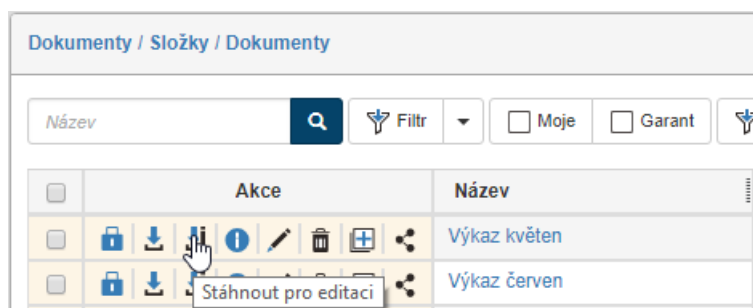 Dokumenty / Složky / Dokumenty
Název
Filtr
Moje
Garant
Akce
Název
Výkaz květen
Stáhnout pro editaci
Výkaz červen